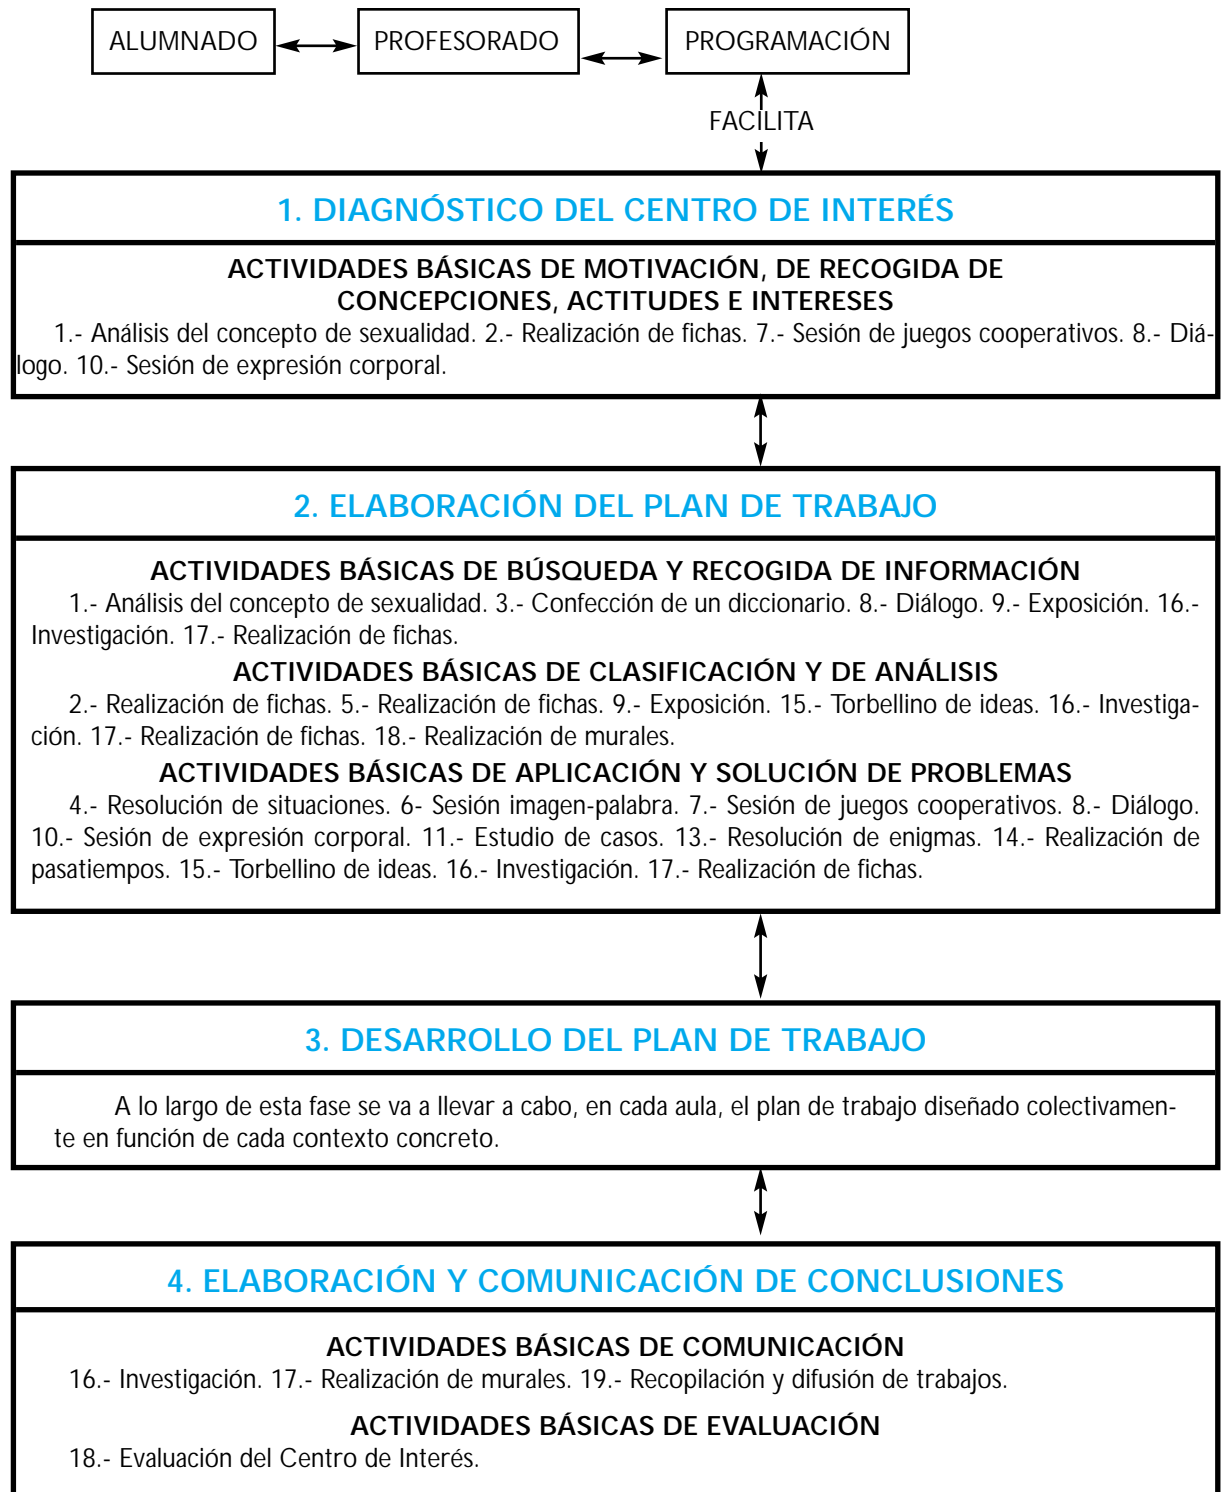 ALUMNADO PROFESORADO PROGRAMACIÓN
FACILITA
1. DIAGNÓSTICO DEL CENTRO DE INTERÉS
ACTIVIDADES BÁSICAS DE MOTIVACIÓN, DE RECOGIDA DE
CONCEPCIONES, ACTITUDES E INTERESES
1.- Análisis del concepto de sexualidad. 2.- Realización de fichas. 7.- Sesión de juegos cooperativos. 8.- Diá-
logo. 10.- Sesión de expresión corporal.
2. ELABORACIÓN DEL PLAN DE TRABAJO
ACTIVIDADES BÁSICAS DE BÚSQUEDA Y RECOGIDA DE INFORMACIÓN
1.- Análisis del concepto de sexualidad. 3.- Confección de un diccionario. 8.- Diálogo. 9.- Exposición. 16.-
Investigación. 17.- Realización de fichas.
ACTIVIDADES BÁSICAS DE CLASIFICACIÓN Y DE ANÁLISIS
2.- Realización de fichas. 5.- Realización de fichas. 9.- Exposición. 15.- Torbellino de ideas. 16.- Investiga-
ción. 17.- Realización de fichas. 18.- Realización de murales.
ACTIVIDADES BÁSICAS DE APLICACIÓN Y SOLUCIÓN DE PROBLEMAS
4.- Resolución de situaciones. 6- Sesión imagen-palabra. 7.- Sesión de juegos cooperativos. 8.- Diálogo.
10.- Sesión de expresión corporal. 11.- Estudio de casos. 13.- Resolución de enigmas. 14.- Realización de
pasatiempos. 15.- Torbellino de ideas. 16.- Investigación. 17.- Realización de fichas.
3. DESARROLLO DEL PLAN DE TRABAJO
A lo largo de esta fase se va a llevar a cabo, en cada aula, el plan de trabajo diseñado colectivamen-
te en función de cada contexto concreto.
4. ELABORACIÓN Y COMUNICACIÓN DE CONCLUSIONES
ACTIVIDADES BÁSICAS DE COMUNICACIÓN
16.- Investigación. 17.- Realización de murales. 19.- Recopilación y difusión de trabajos.
ACTIVIDADES BÁSICAS DE EVALUACIÓN
18.- Evaluación del Centro de Interés.